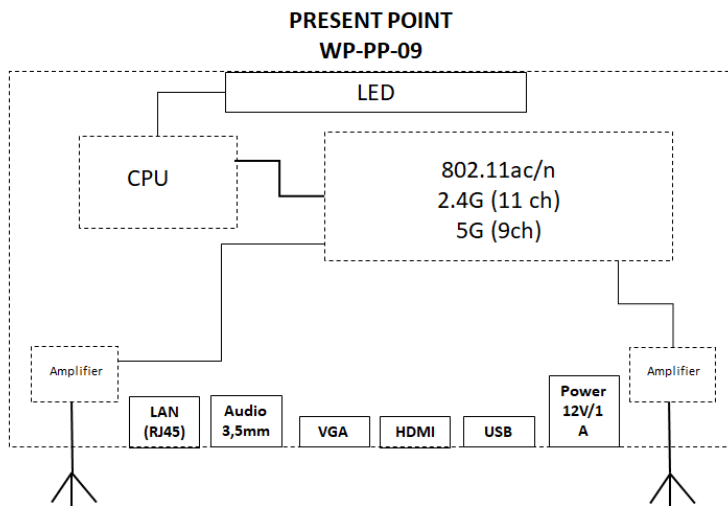 PRESENT POINT
WP-PP-09
LED
CPU
802.11ac/n
2.4G (11 ch)
5G (9ch)
Amplifier
Amplifier
LAN
(RJ45)
Audio
3,5mm
VGA
HDMI
USB
Power
12V/1
A